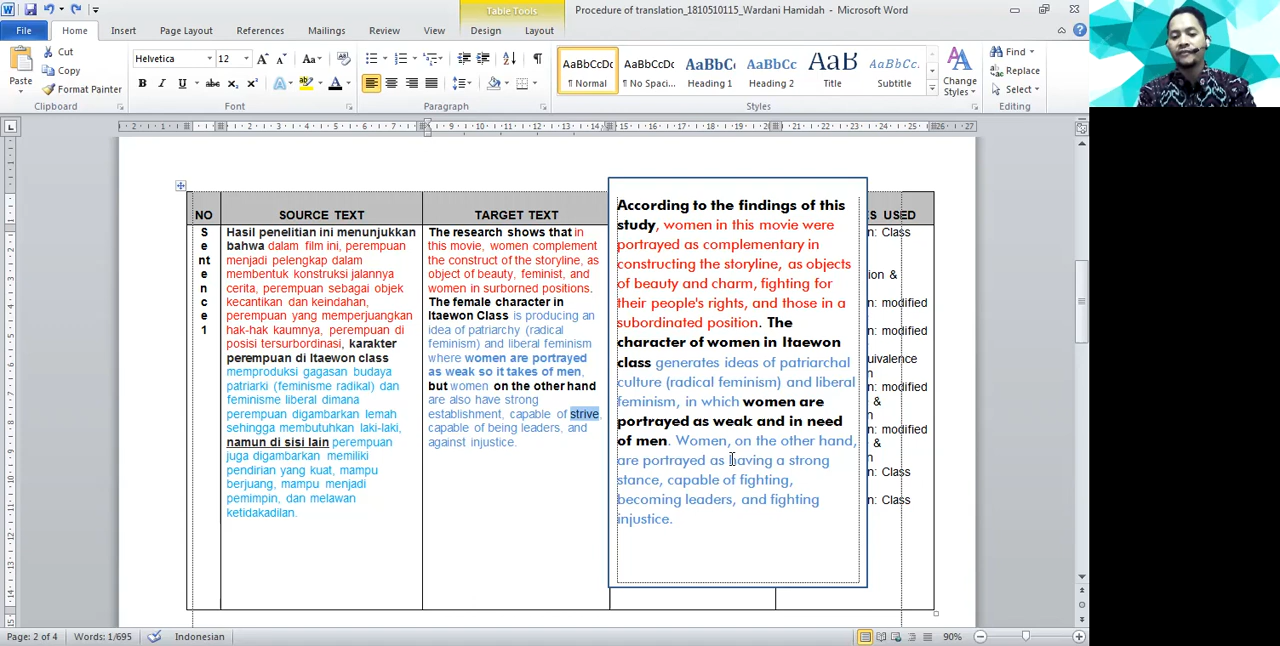 Table Tools
Procedure of translation_1810510115_Wardani Hamidah - Microsoft Word
File Home Insert Page Layout References Mailings Review View Design Layout
Paste
Cut
Copy
Format Painter
Clipboard
Helvetica 12
Font
Paragraph
AaBbCcDc AaBbCcDc AaBbC AaBbCc AaB AaBbCc.
¶ Normal ¶ No Spaci... Heading 1 Heading 2 Title Subtitle
Change Styles
Styles
Find
Replace
Select
Editing
NO
SOURCE TEXT
TARGET TEXT
S USED
S
e
nt
e
n
c
e
1
Hasil penelitian ini menunjukkan
bahwa dalam film ini, perempuan
menjadi pelengkap dalam
membentuk konstruksi jalannya
cerita, perempuan sebagai objek
kecantikan dan keindahan,
perempuan yang memperjuangkan
hak-hak kaumnya, perempuan di
posisi tersurbordinasi, karakter
perempuan di Itaewon class
memproduksi gagasan budaya
patriarki (feminisme radikal) dan
feminisme liberal dimana
perempuan digambarkan lemah
sehingga membutuhkan laki-laki,
namun di sisi lain perempuan
juga digambarkan memiliki
pendirian yang kuat, mampu
berjuang, mampu menjadi
pemimpin, dan melawan
ketidakadilan.
The research shows that in
this movie, women complement
the construct of the storyline, as
object of beauty, feminist, and
women in surborned positions.
The female character in
Itaewon Class is producing an
idea of patriarchy (radical
feminism) and liberal feminism
where women are portrayed
as weak so it takes of men,
but women on the other hand
are also have strong
establishment, capable of strive,
capable of being leaders, and
against injustice.
According to the findings of this
study, women in this movie were
portrayed as complementary in
constructing the storyline, as objects
of beauty and charm, fighting for
their people's rights, and those in a
subordinated position. The
character of women in Itaewon
class generates ideas of patriarchal
culture (radical feminism) and liberal
feminism, in which women are
portrayed as weak and in need
of men. Women, on the other hand,
are portrayed as having a strong
stance, capable of fighting,
becoming leaders, and fighting
injustice.
n: Class
ion &
n: modified
n: modified
uivalence
n
&
n
n: modified
&
n
n: Class
n: Class
Page: 2 of 4 Words: 1/695 Indonesian 90%